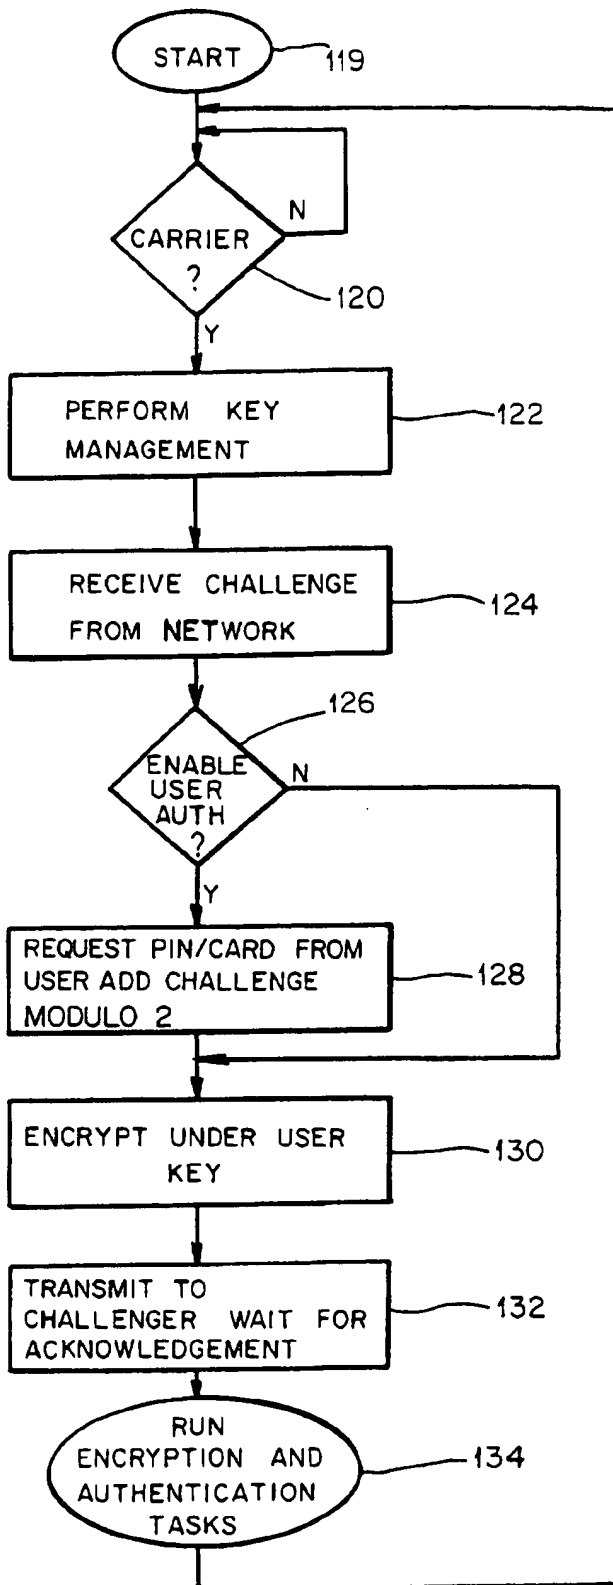 START
119
N
CARRIER
?
120
Y
PERFORM KEY
MANAGEMENT
122
RECEIVE CHALLENGE
FROM NETWORK
124
126
ENABLE
USER
AUTH
?
N
Y
REQUEST PIN/CARD FROM
USER ADD CHALLENGE
MODULO 2
128
ENCRYPT UNDER USER
KEY
130
TRANSMIT TO
CHALLENGER WAIT FOR
ACKNOWLEDGEMENT
132
RUN
ENCRYPTION AND
AUTHENTICATION
TASKS
134